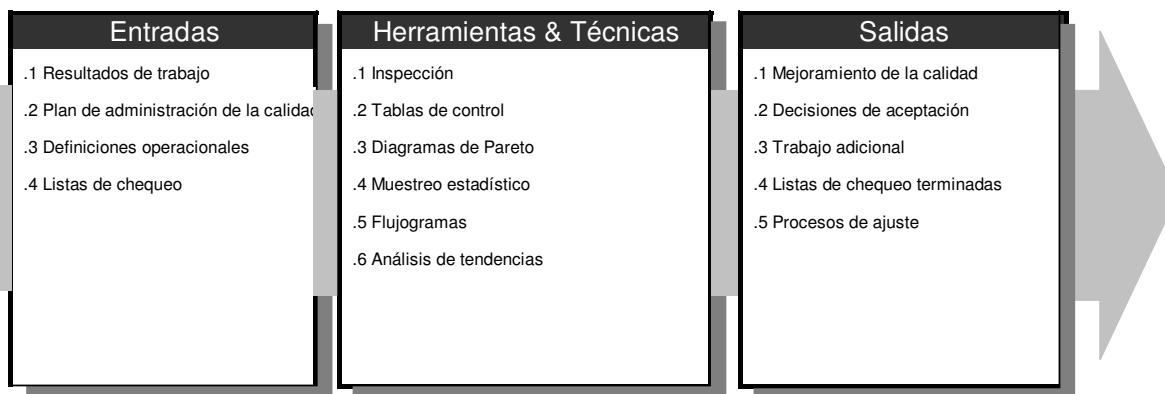 Entradas
.1 Resultados de trabajo
.2 Plan de administración de la calidad
.3 Definiciones operacionales
.4 Listas de chequeo
Herramientas & Técnicas
.1 Inspección
.2 Tablas de control
.3 Diagramas de Pareto
.4 Muestreo estadístico
.5 Flujogramas
.6 Análisis de tendencias
Salidas
.1 Mejoramiento de la calidad
.2 Decisiones de aceptación
.3 Trabajo adicional
.4 Listas de chequeo terminadas
.5 Procesos de ajuste